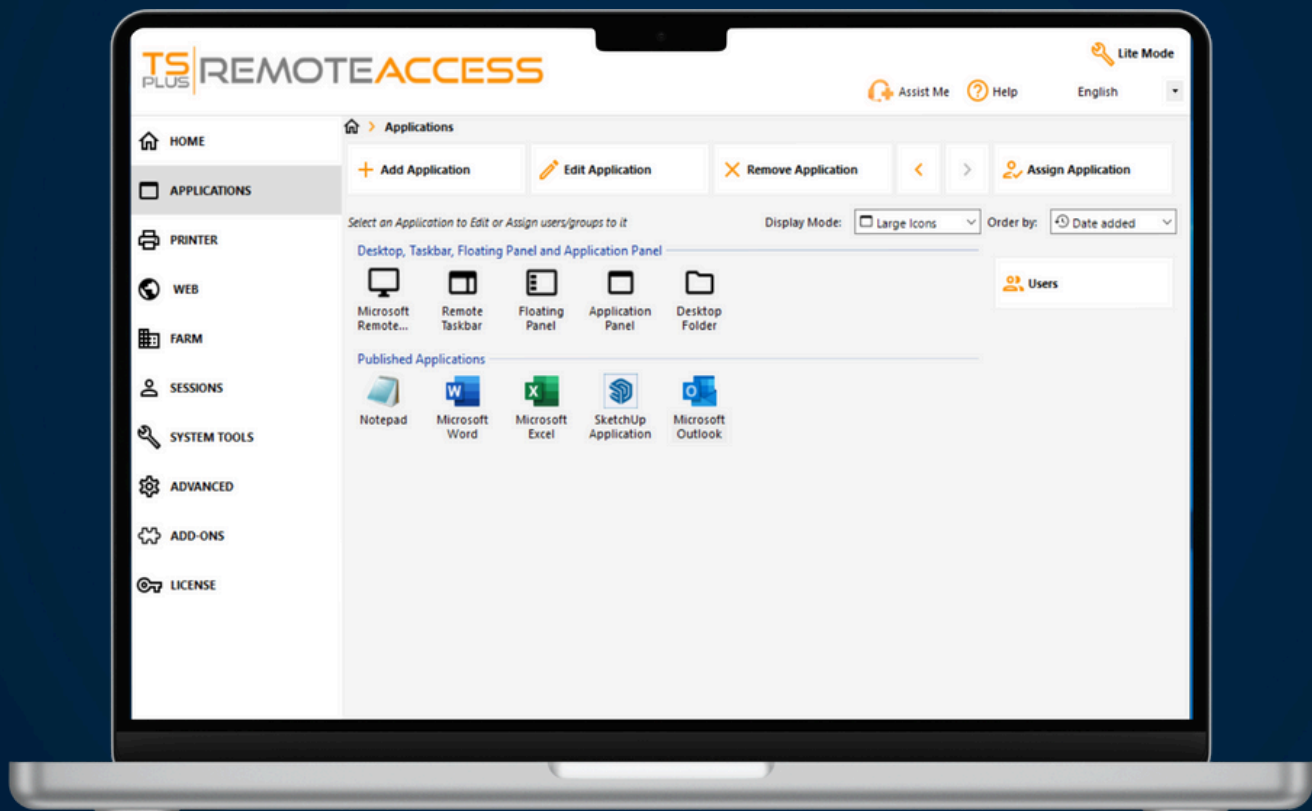 TS PLUS REMOTE ACCESS
Lite Mode
Assist Me
Help
English
HOME
APPLICATIONS
PRINTER
WEB
FARM
SESSIONS
SYSTEM TOOLS
ADVANCED
ADD-ONS
LICENSE
Applications
Add Application
Edit Application
Remove Application
Assign Application
Select an Application to Edit or Assign users/groups to it
Display Mode:
Large Icons
Order by:
Date added
Desktop, Taskbar, Floating Panel and Application Panel
Microsoft
Remote...
Remote
Taskbar
Floating
Panel
Application
Panel
Desktop
Folder
Users
Published Applications
Notepad
Microsoft
Word
Microsoft
Excel
SketchUp
Application
Microsoft
Outlook